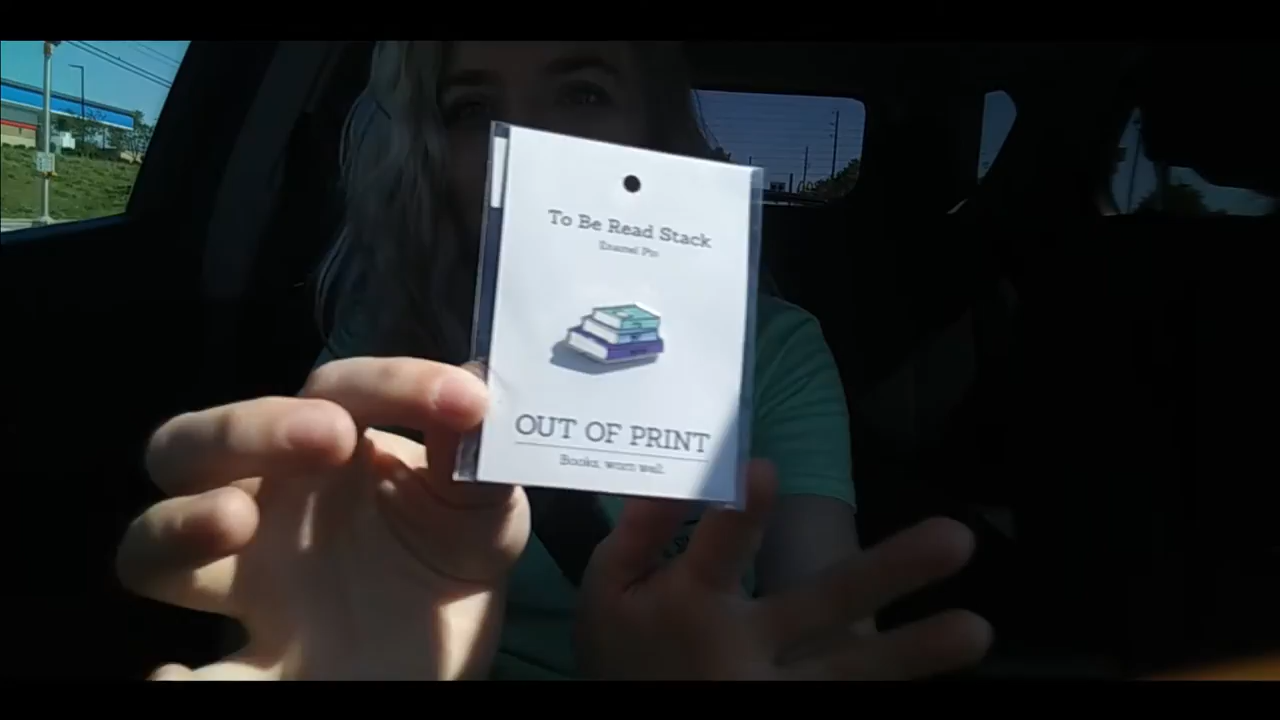 To Be Read Stack
Enamel Pin
OUT OF PRINT
Books, worn well.